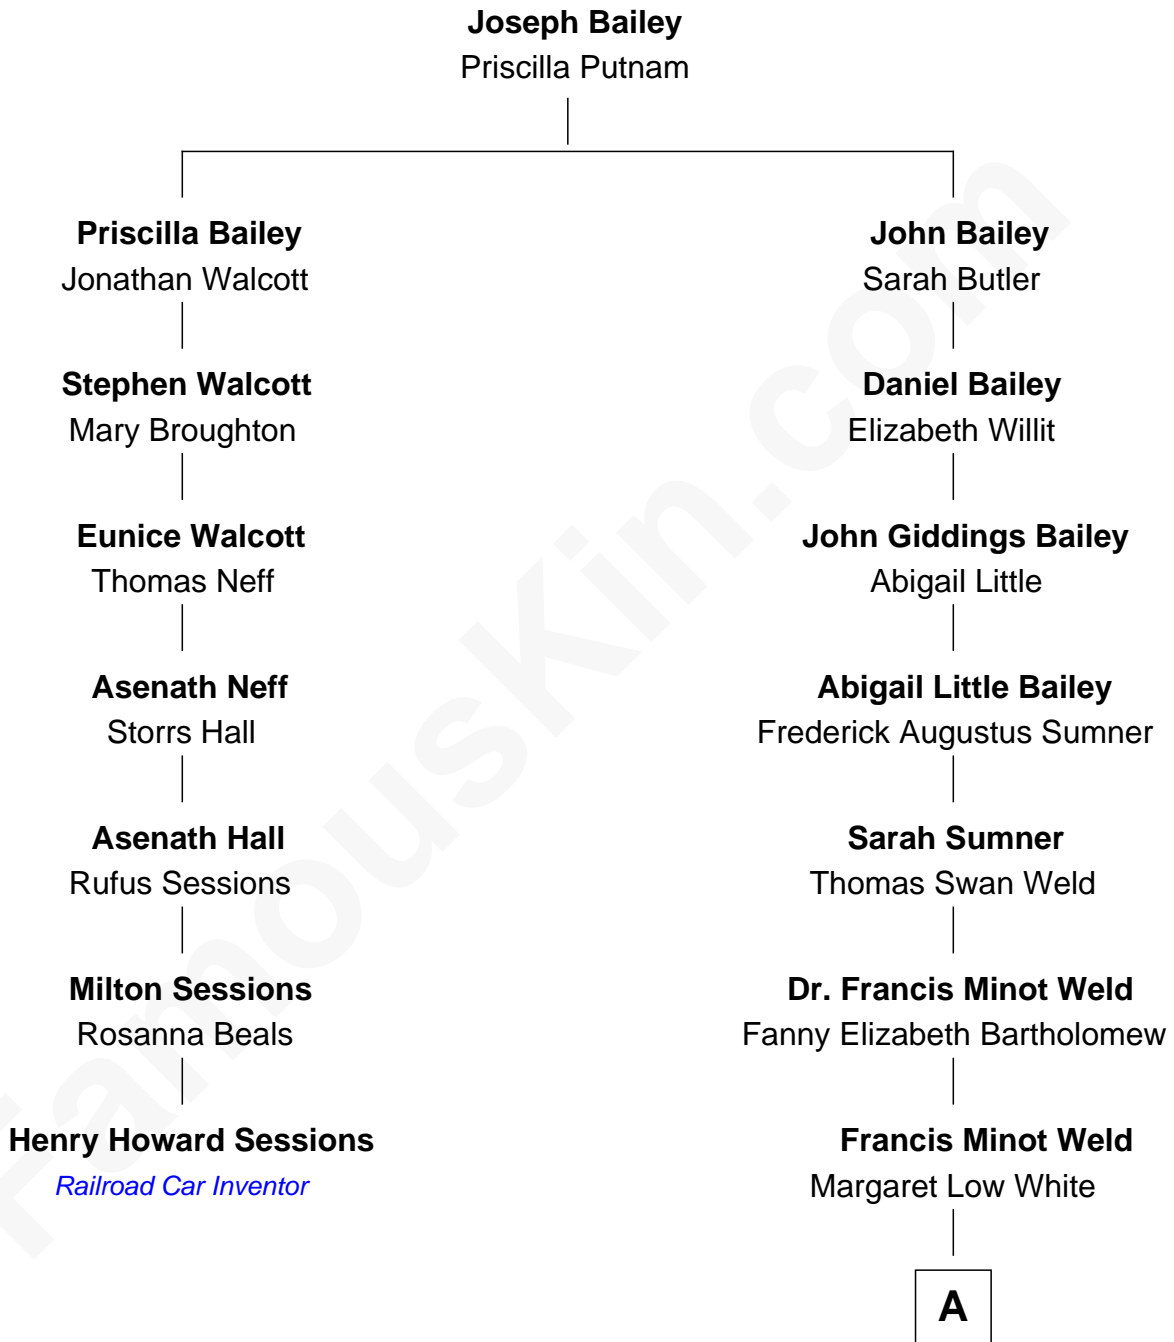 Joseph Bailey
Priscilla Putnam
Priscilla Bailey
Jonathan Walcott
Stephen Walcott
Mary Broughton
Eunice Walcott
Thomas Neff
Asenath Neff
Storrs Hall
Asenath Hall
Rufus Sessions
Milton Sessions
Rosanna Beals
Henry Howard Sessions
Railroad Car Inventor
John Bailey
Sarah Butler
Daniel Bailey
Elizabeth Willit
John Giddings Bailey
Abigail Little
Abigail Little Bailey
Frederick Augustus Sumner
Sarah Sumner
Thomas Swan Weld
Dr. Francis Minot Weld
Fanny Elizabeth Bartholomew
Francis Minot Weld
Margaret Low White
A
FamousKin.com